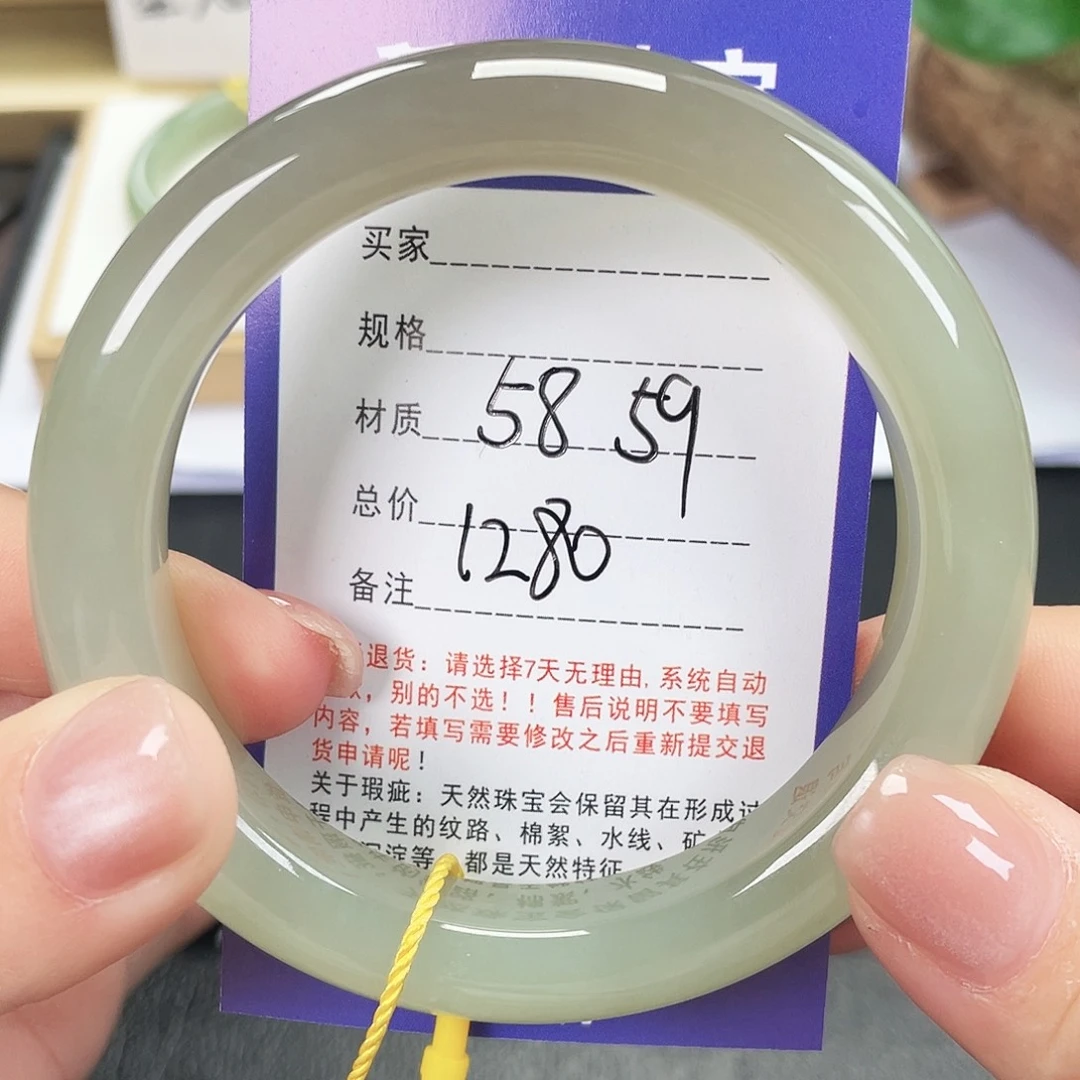 买家
规格
材质 58 59
总价 1280
备注
退货：请选择7天无理由,系统自动
，别的不选！！售后说明不要填写
内容，若填写需要修改之后重新提交退
货申请呢！
关于瑕疵：天然珠宝会保留其在形成过
程中产生的纹路、棉絮、水线、矿
沉淀等 都是天然特征